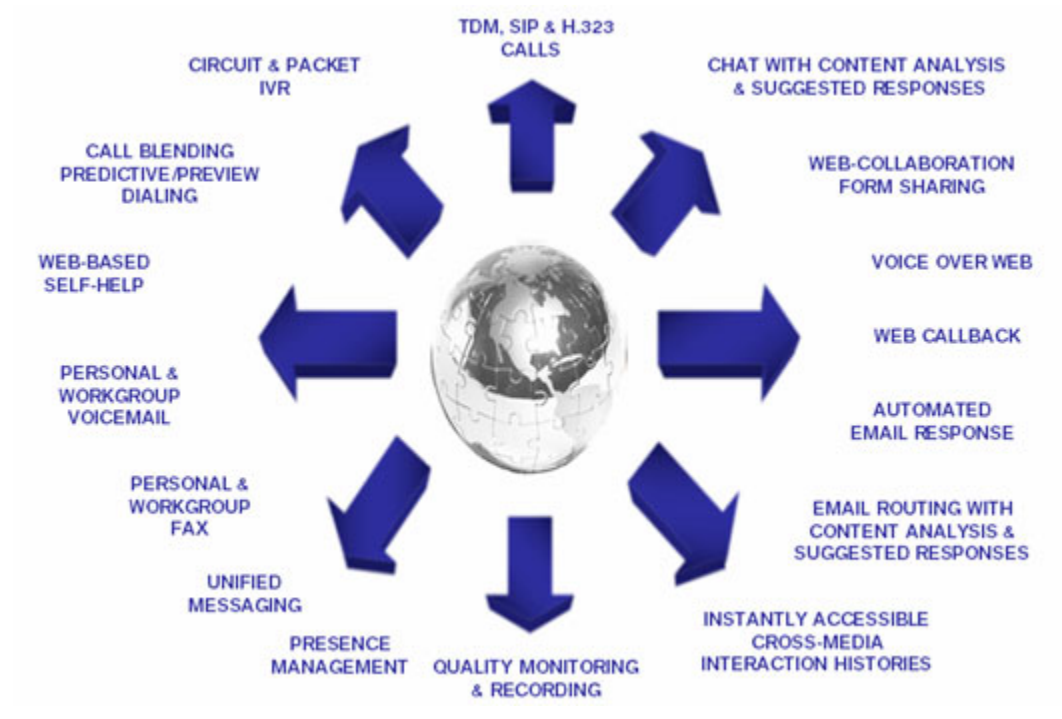 TDM, SIP & H.323
CALLS
CHAT WITH CONTENT ANALYSIS
& SUGGESTED RESPONSES
WEB-COLLABORATION
FORM SHARING
VOICE OVER WEB
WEB CALLBACK
AUTOMATED
EMAIL RESPONSE
EMAIL ROUTING WITH
CONTENT ANALYSIS &
SUGGESTED RESPONSES
INSTANTLY ACCESSIBLE
CROSS-MEDIA
INTERACTION HISTORIES
QUALITY MONITORING
& RECORDING
PRESENCE
MANAGEMENT
UNIFIED
MESSAGING
PERSONAL &
WORKGROUP
FAX
PERSONAL &
WORKGROUP
VOICEMAIL
WEB-BASED
SELF-HELP
CALL BLENDING
PREDICTIVE/PREVIEW
DIALING
CIRCUIT & PACKET
IVR